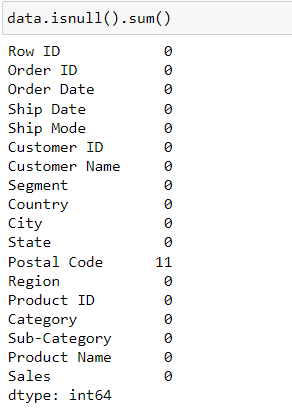 data.isnull().sum()
Row ID 0
Order ID 0
Order Date 0
Ship Date 0
Ship Mode 0
Customer ID 0
Customer Name 0
Segment 0
Country 0
City 0
State 0
Postal Code 11
Region 0
Product ID 0
Category 0
Sub-Category 0
Product Name 0
Sales 0
dtype: int64